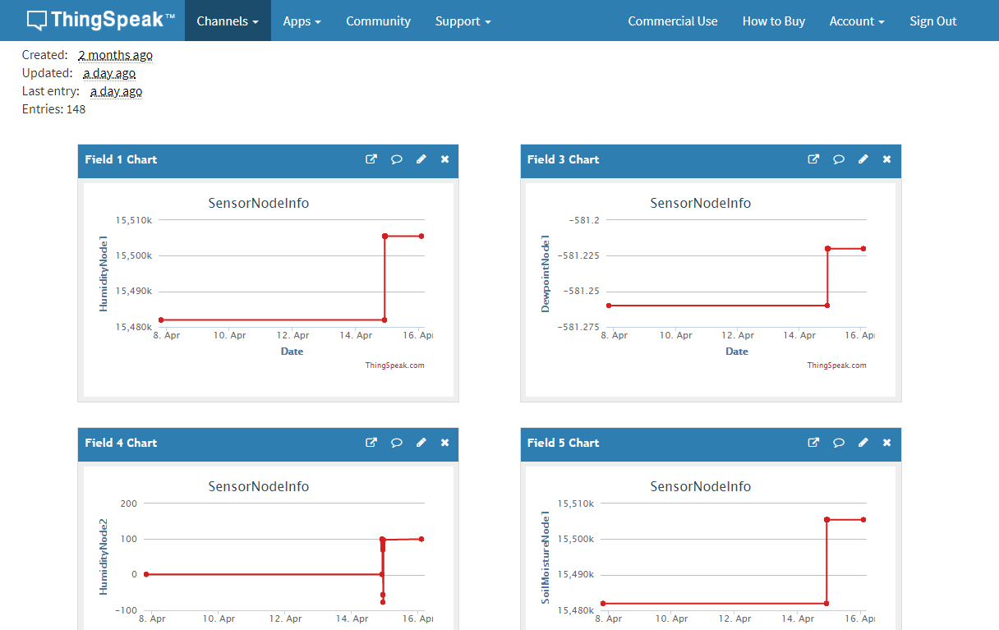 ThingSpeak™ Channels Apps Community Support Commercial Use How to Buy Account Sign Out
Created: 2 months ago
Updated: a day ago
Last entry: a day ago
Entries: 148
Field 1 Chart
SensorNodeInfo
HumidityNode1
15,510k
15,500k
15,490k
15,480k
8. Apr 10. Apr 12. Apr 14. Apr 16. Apr
Date
ThingSpeak.com
Field 3 Chart
SensorNodeInfo
DewpointNode1
-581.2
-581.225
-581.25
-581.275
8. Apr 10. Apr 12. Apr 14. Apr 16. Apr
Date
ThingSpeak.com
Field 4 Chart
SensorNodeInfo
HumidityNode2
200
100
0
-100
8. Apr 10. Apr 12. Apr 14. Apr 16. Apr
Field 5 Chart
SensorNodeInfo
SoilMoistureNode1
15,510k
15,500k
15,490k
15,480k
8. Apr 10. Apr 12. Apr 14. Apr 16. Apr